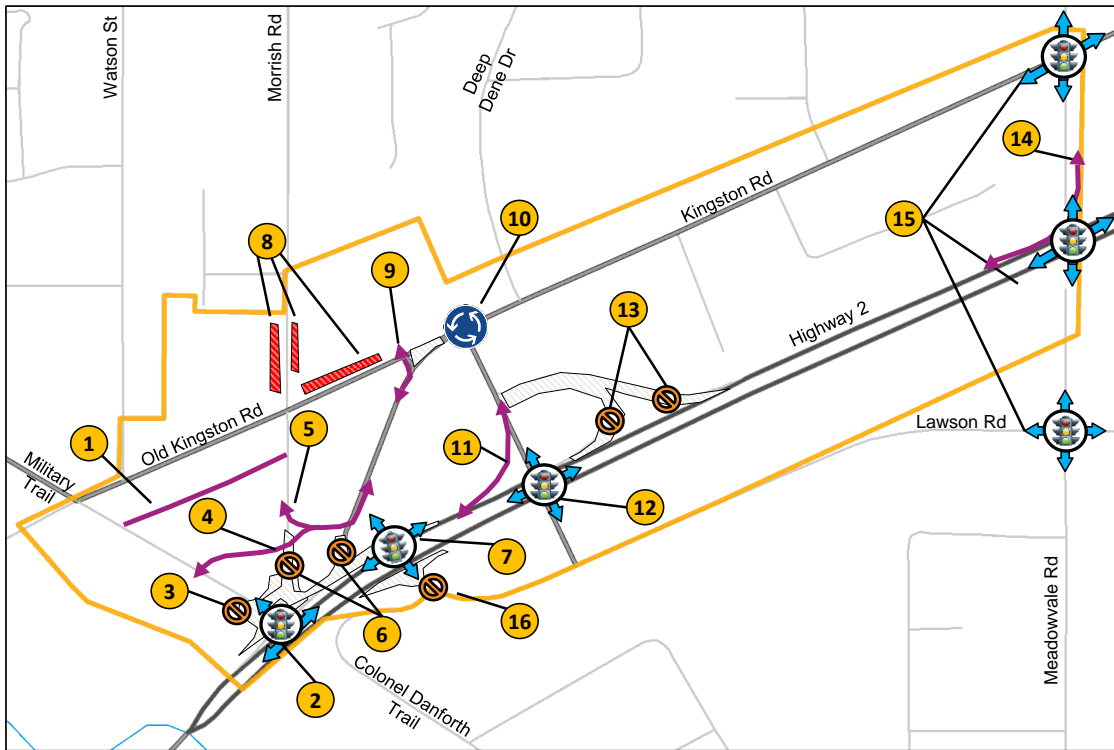 Watson St
Morrish Rd
Deep
Dene Dr
15
14
Kingston Rd
10
8
9
13
Highway 2
Old Kingston Rd
Lawson Rd
1
5
Military
Trail
11
4
12
7
3
6
16
2
Colonel Danforth
Trail
Meadowvale Rd